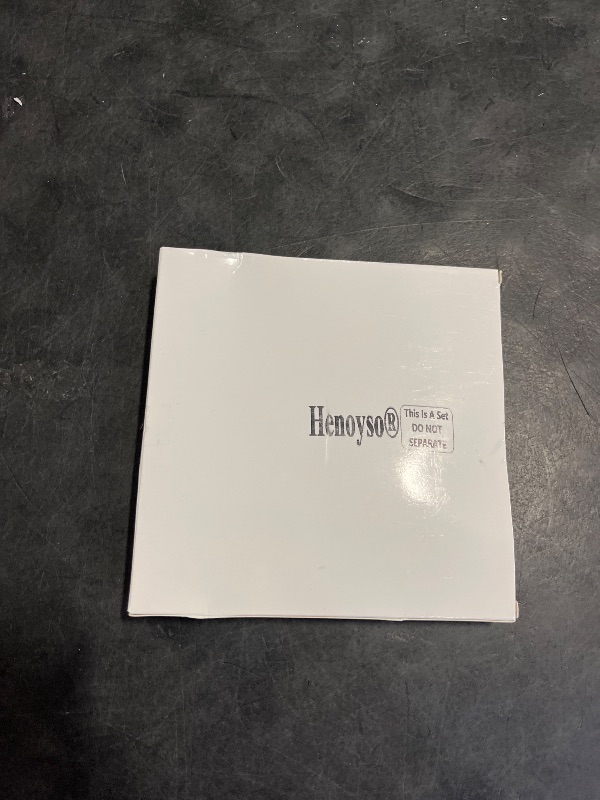 Henoyso®
This Is A Set
DO NOT
SEPARATE